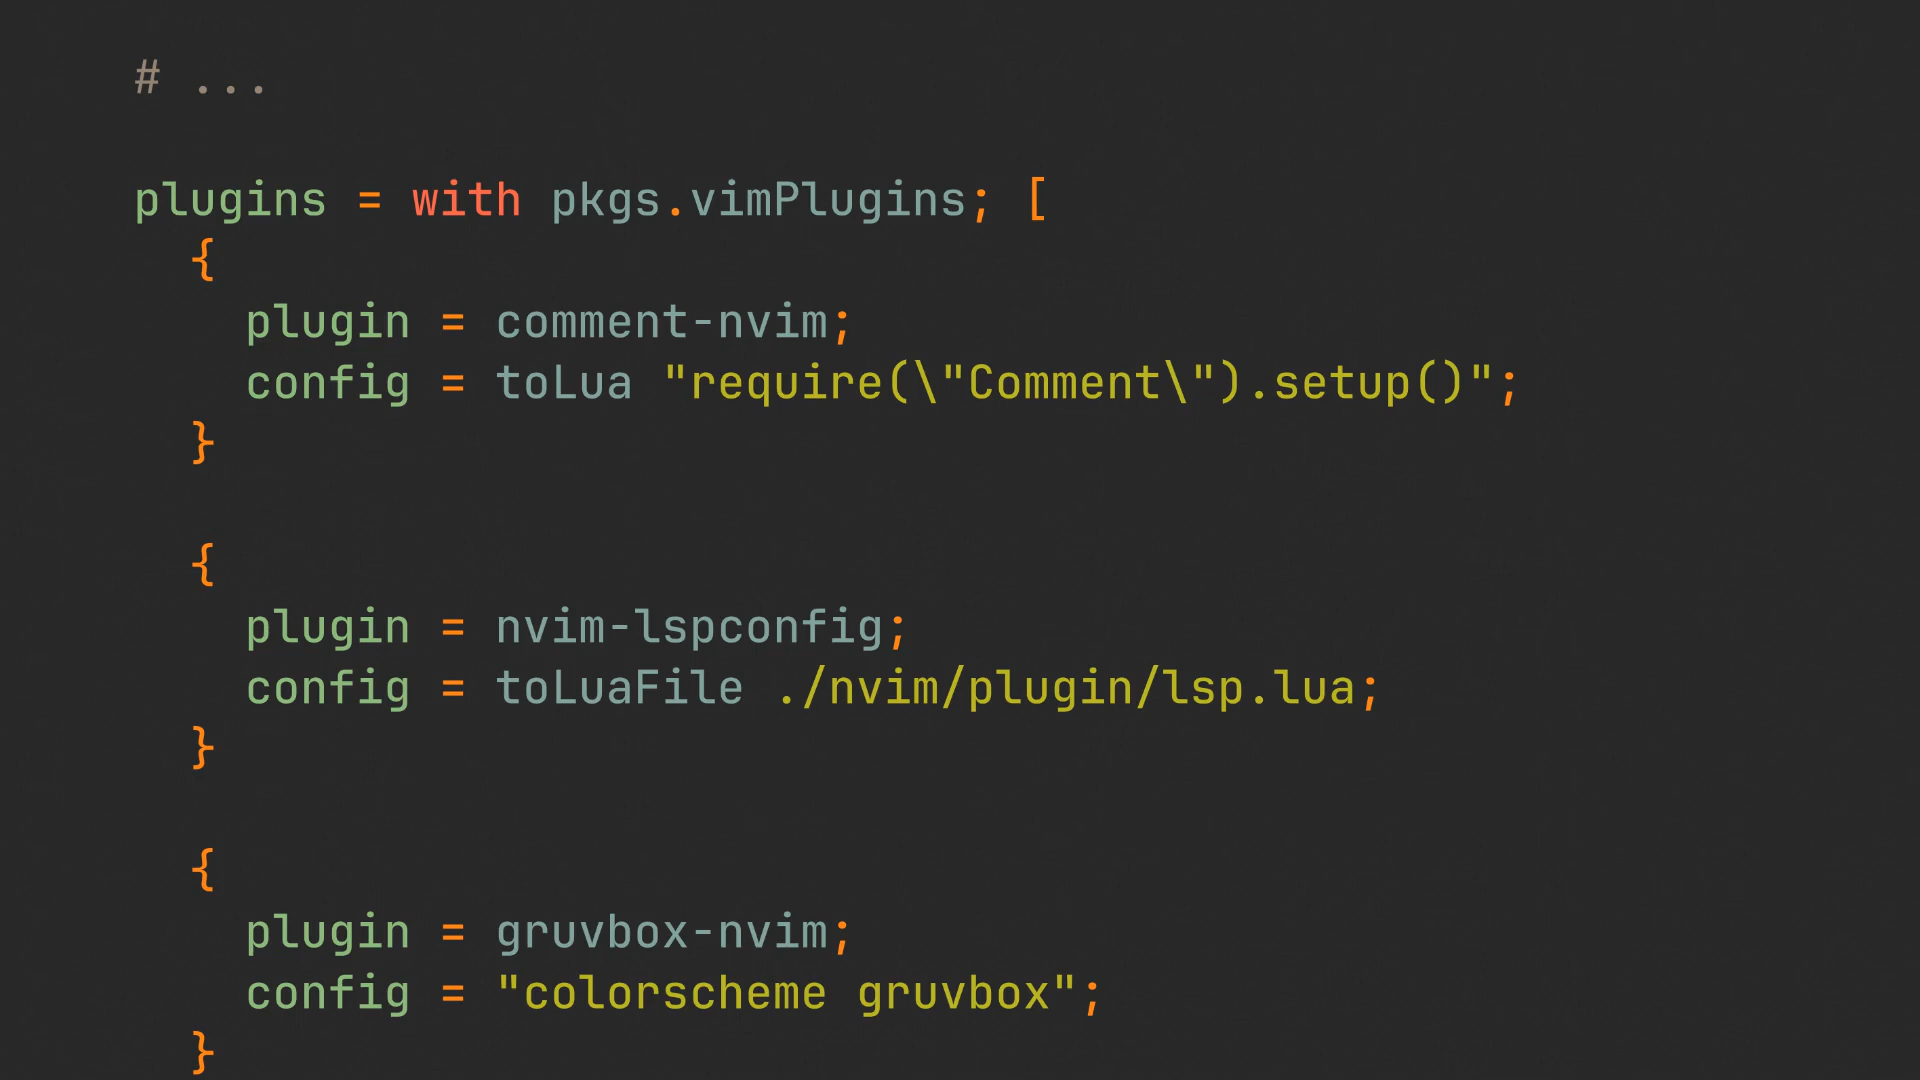 # ...
plugins = with pkgs.vimPlugins; [
{
plugin = comment-nvim;
config = toLua "require(\"Comment\").setup()";
}
{
plugin = nvim-lspconfig;
config = toLuaFile ./nvim/plugin/lsp.lua;
}
{
plugin = gruvbox-nvim;
config = "colorscheme gruvbox";
}